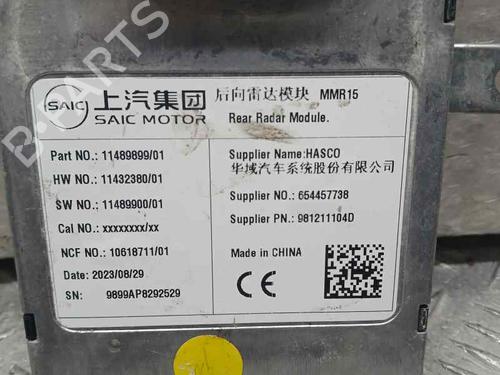 SAIC 上汽集团 后向雷达模块 MMR15
SAIC MOTOR Rear Radar Module.
Part NO.: 11489899/01
HW NO.: 11432380/01
SW NO.: 11489900/01
Cal NO.: xxxxxxxx/xx
NCF NO.: 10618711/01
Date: 2023/08/29
SN: 9899AP8292529
Supplier Name:HASCO
华域汽车系统股份有限公司
Supplier NO.: 654457738
Supplier PN.: 981211104D
Made in CHINA
CE
B-PARTS